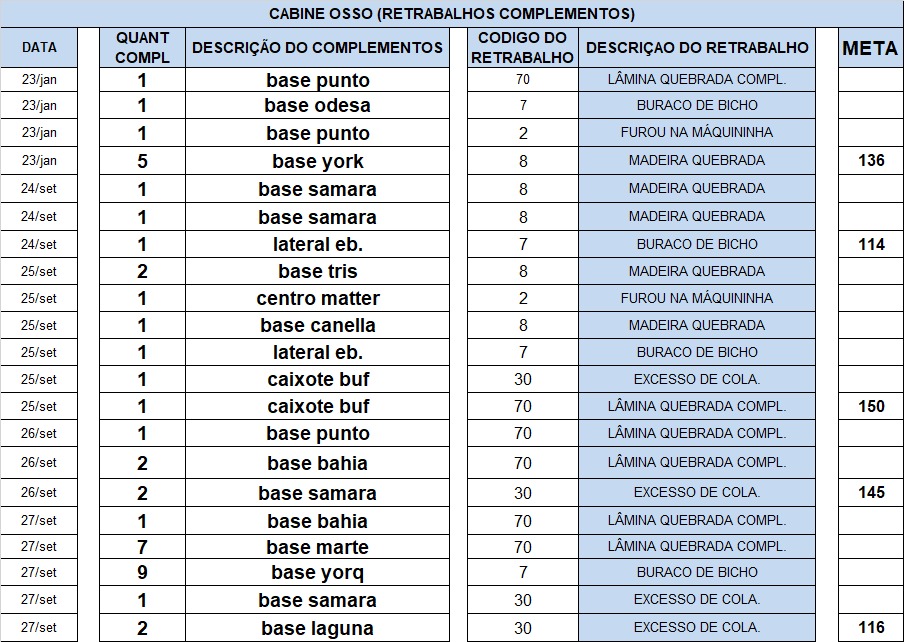 CABINE OSSO (RETRABALHOS COMPLEMENTOS)
DATA QUANT COMPL DESCRIÇÃO DO COMPLEMENTOS CODIGO DO RETRABALHO DESCRIÇAO DO RETRABALHO META
23/jan 1 base punto 70 LÂMINA QUEBRADA COMPL.
23/jan 1 base odesa 7 BURACO DE BICHO
23/jan 1 base punto 2 FUROU NA MÁQUININHA
23/jan 5 base york 8 MADEIRA QUEBRADA 136
24/set 1 base samara 8 MADEIRA QUEBRADA
24/set 1 base samara 8 MADEIRA QUEBRADA
24/set 1 lateral eb. 7 BURACO DE BICHO 114
25/set 2 base tris 8 MADEIRA QUEBRADA
25/set 1 centro matter 2 FUROU NA MÁQUININHA
25/set 1 base canella 8 MADEIRA QUEBRADA
25/set 1 lateral eb. 7 BURACO DE BICHO
25/set 1 caixote buf 30 EXCESSO DE COLA.
25/set 1 caixote buf 70 LÂMINA QUEBRADA COMPL. 150
26/set 1 base punto 70 LÂMINA QUEBRADA COMPL.
26/set 2 base bahia 70 LÂMINA QUEBRADA COMPL.
26/set 2 base samara 30 EXCESSO DE COLA. 145
27/set 1 base bahia 70 LÂMINA QUEBRADA COMPL.
27/set 7 base marte 70 LÂMINA QUEBRADA COMPL.
27/set 9 base yorq 7 BURACO DE BICHO
27/set 1 base samara 30 EXCESSO DE COLA.
27/set 2 base laguna 30 EXCESSO DE COLA. 116